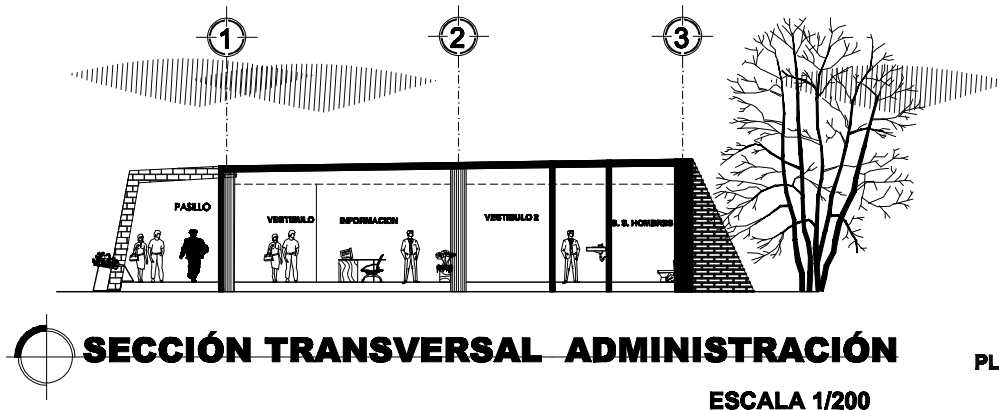 1 2 3
PASILLO
VESTIBULO
INFORMACION
VESTIBULO 2
S. S. HOMBRES
SECCIÓN TRANSVERSAL ADMINISTRACIÓN
PL
ESCALA 1/200